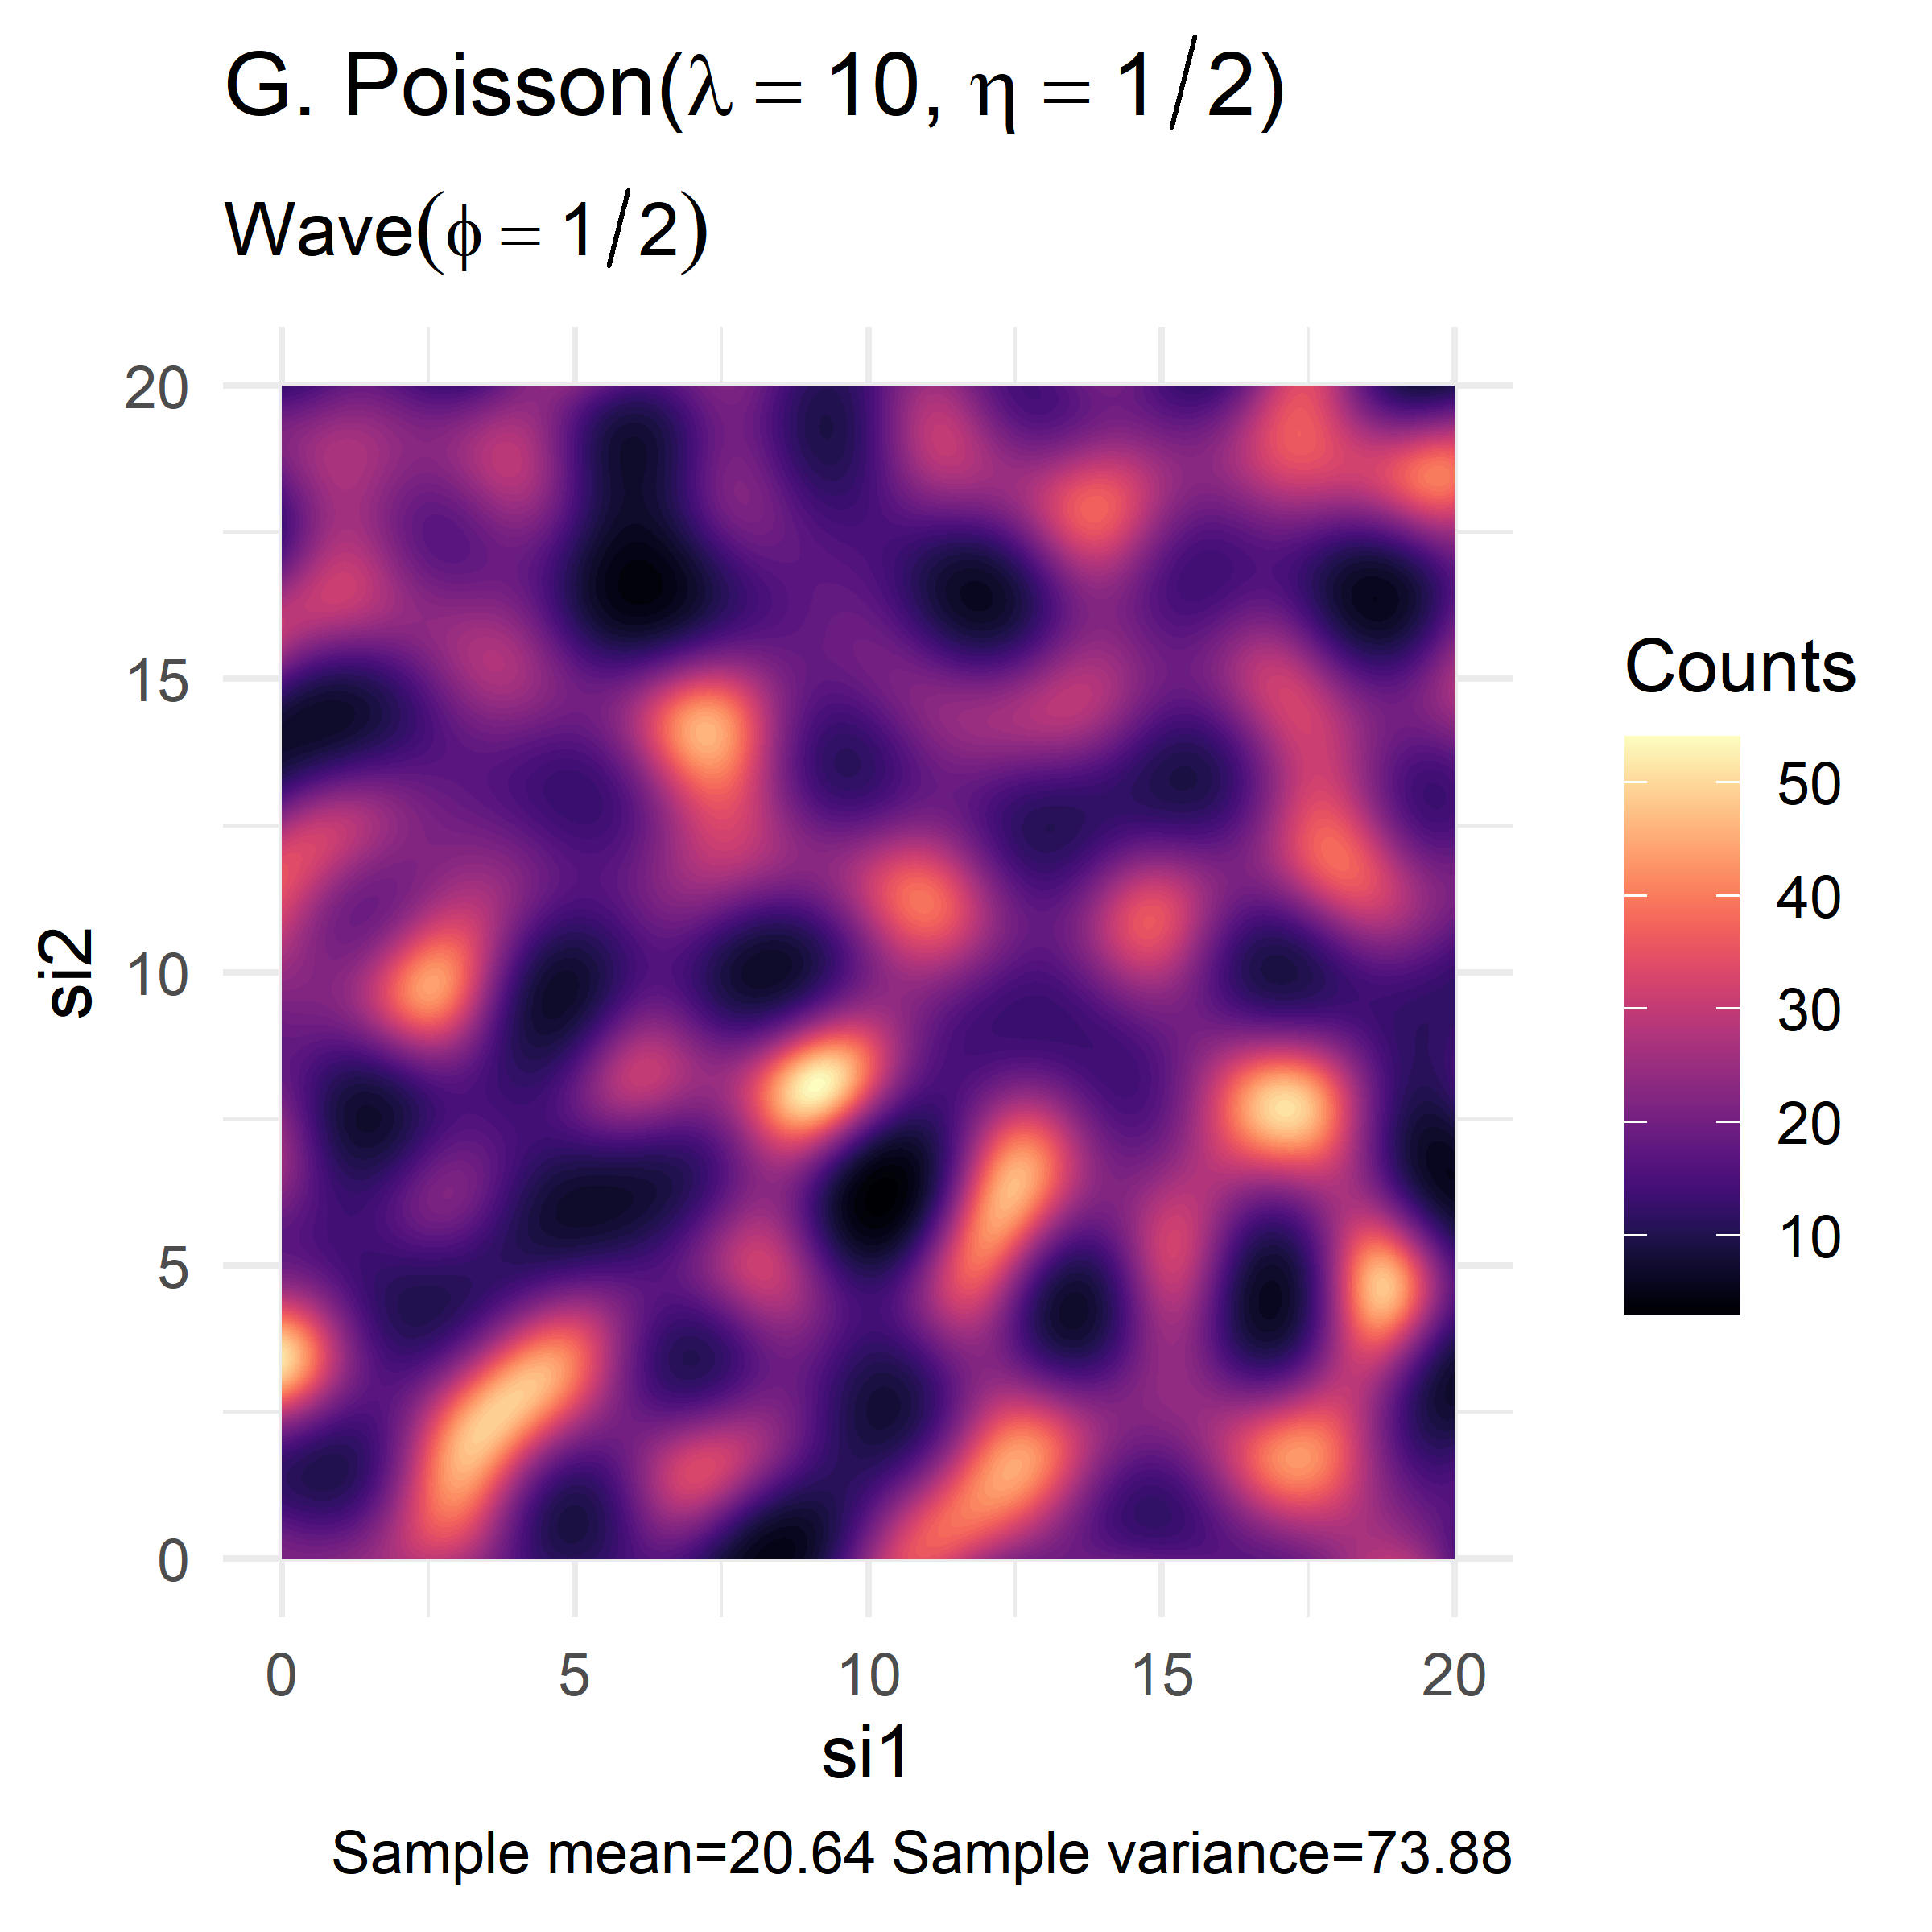 G. Poisson(λ = 10, η = 1/2)
Wave(ϕ = 1/2)
20
15
10
5
0
si2
0 5 10 15 20
si1
Counts
50
40
30
20
10
Sample mean=20.64 Sample variance=73.88